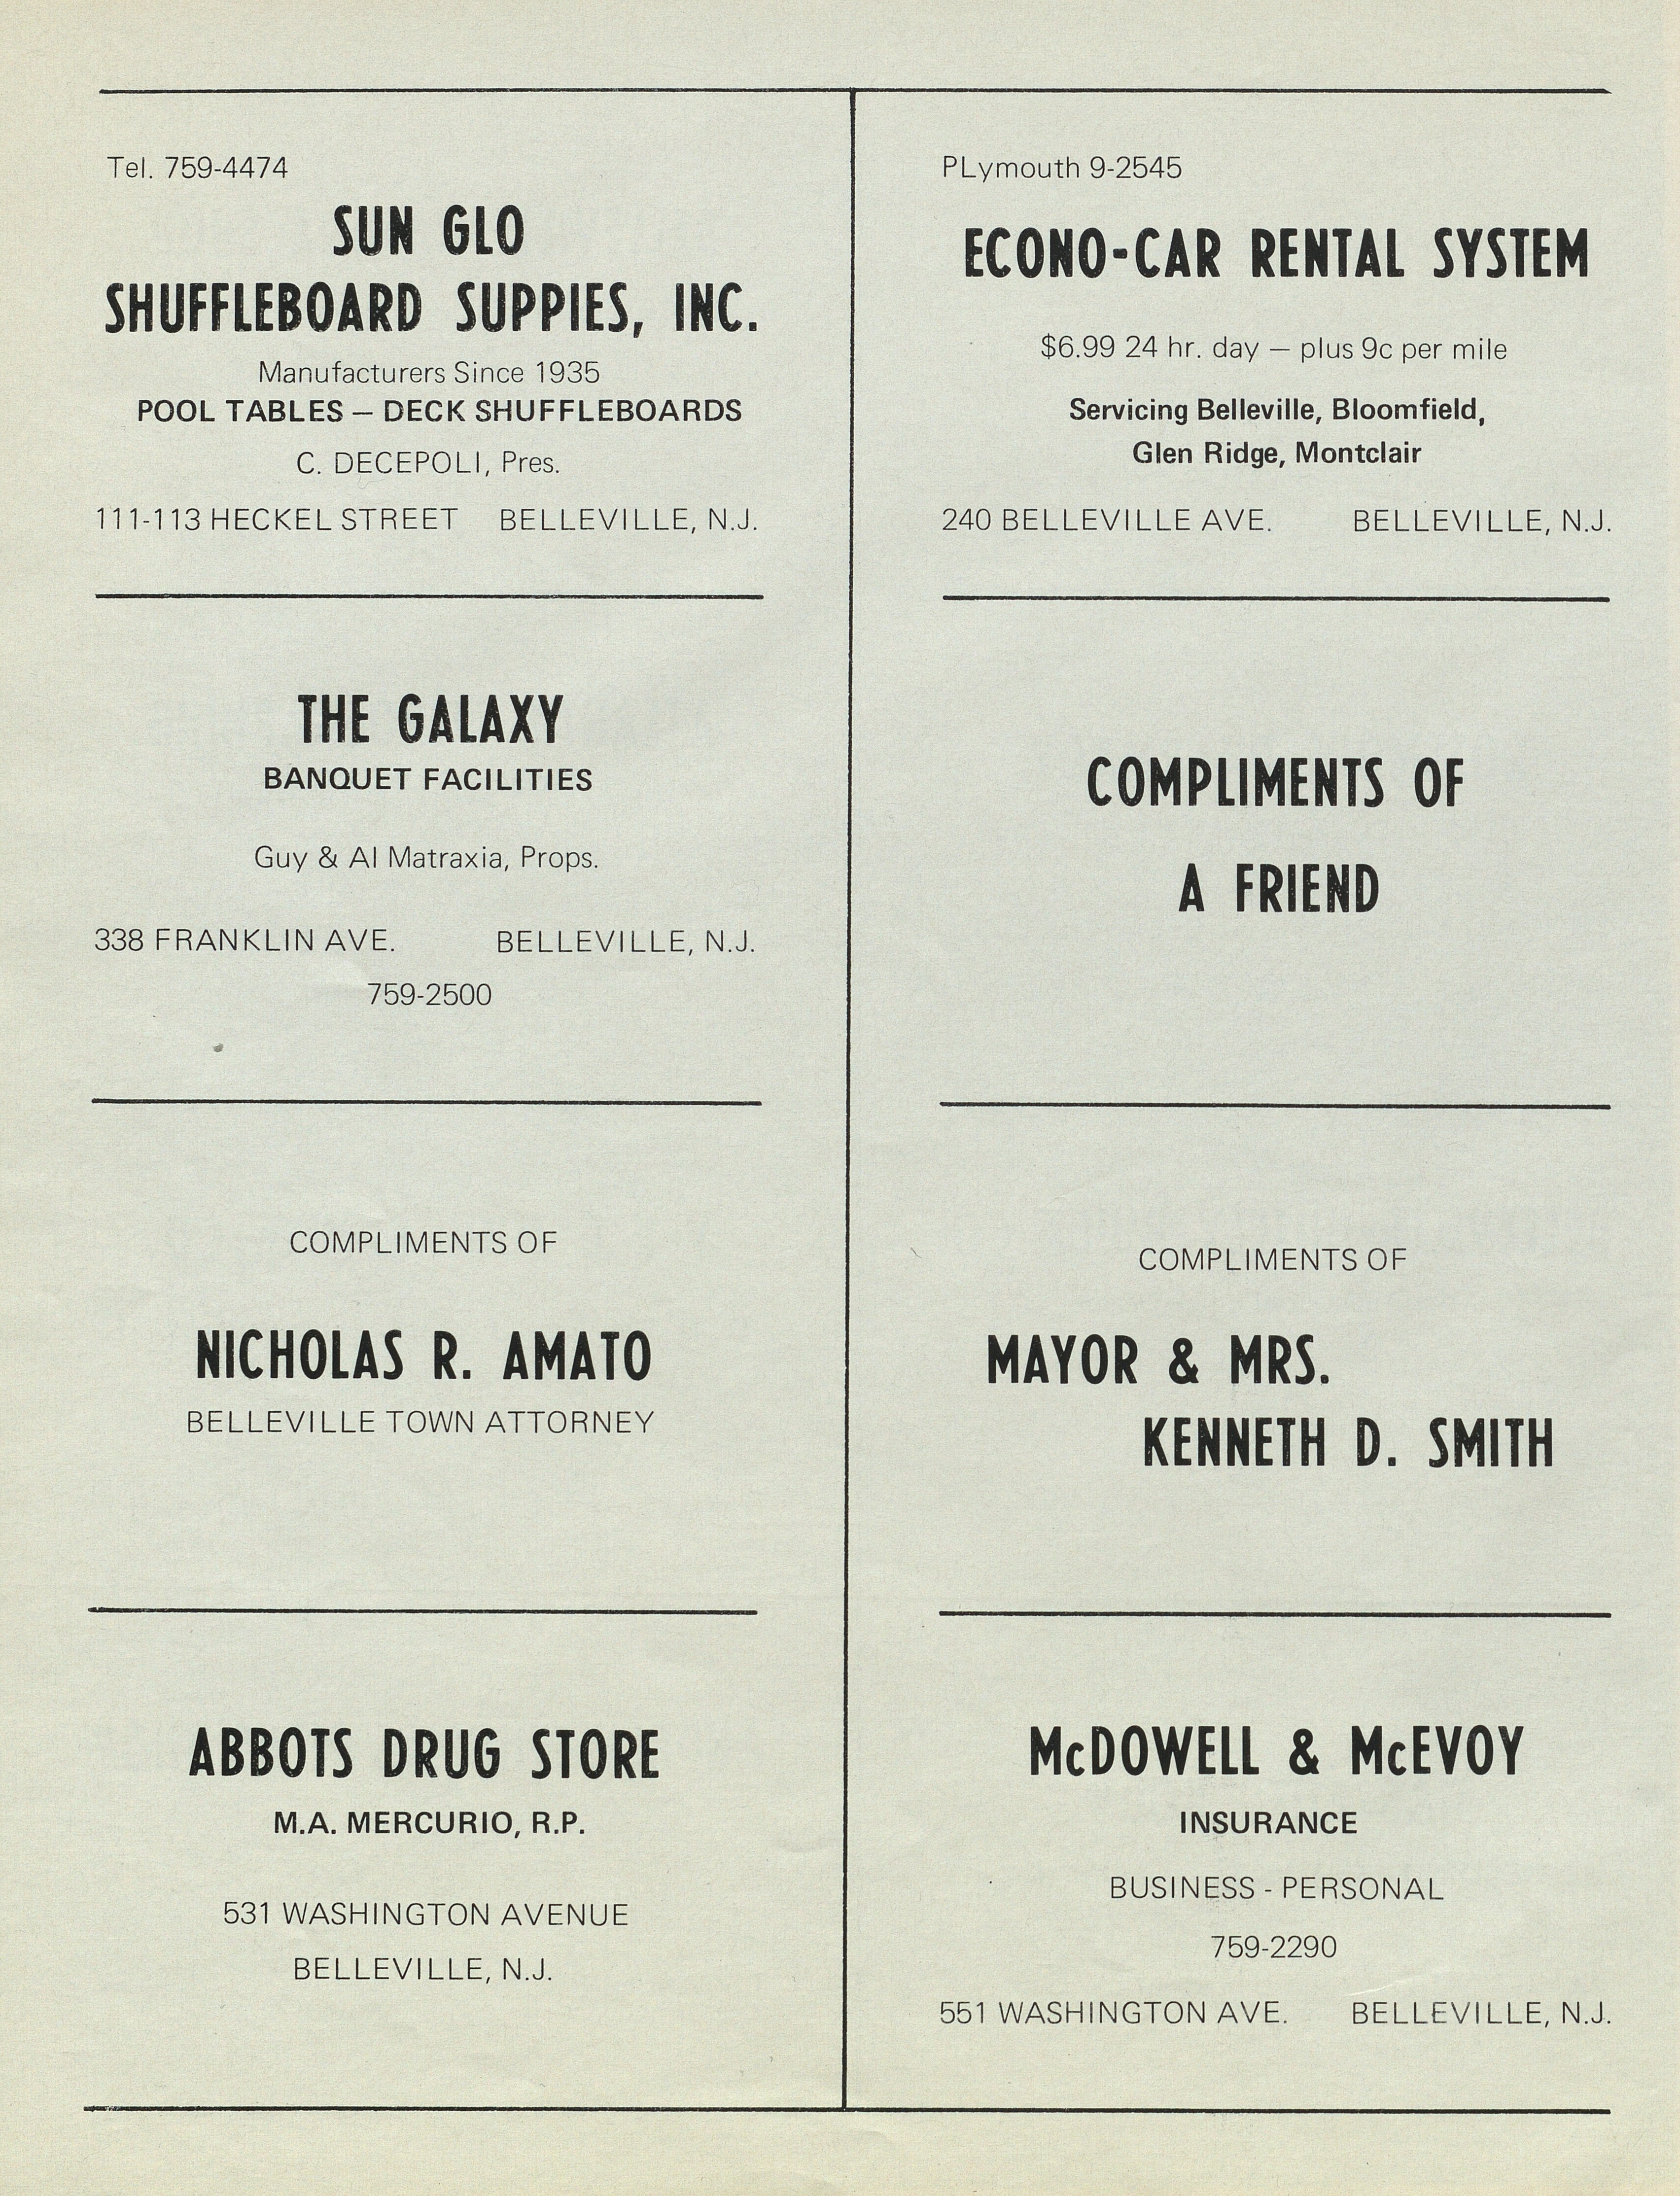 Tel. 759-4474
SUN GLO
SHUFFLEBOARD SUPPIES, INC.
Manufacturers Since 1935
POOL TABLES — DECK SHUFFLEBOARDS
C. DECEPOLI, Pres.
111-113 HECKEL STREET BELLEVILLE, N.J.
THE GALAXY
BANQUET FACILITIES
Guy & Al Matraxia, Props.
338 FRANKLIN AVE. BELLEVILLE, N.J.
759-2500
COMPLIMENTS OF
NICHOLAS R. AMATO
BELLEVILLE TOWN ATTORNEY
ABBOTS DRUG STORE
M.A. MERCURIO, R.P.
531 WASHINGTON AVENUE
BELLEVILLE, N.J.
PLymouth 9-2545
ECONO-CAR RENTAL SYSTEM
$6.99 24 hr. day — plus 9c per mile
Servicing Belleville, Bloomfield,
Glen Ridge, Montclair
240 BELLEVILLE AVE. BELLEVILLE, N.J.
COMPLIMENTS OF
A FRIEND
COMPLIMENTS OF
MAYOR & MRS.
KENNETH D. SMITH
McDOWELL & McEVOY
INSURANCE
BUSINESS - PERSONAL
759-2290
551 WASHINGTON AVE. BELLEVILLE, N.J.